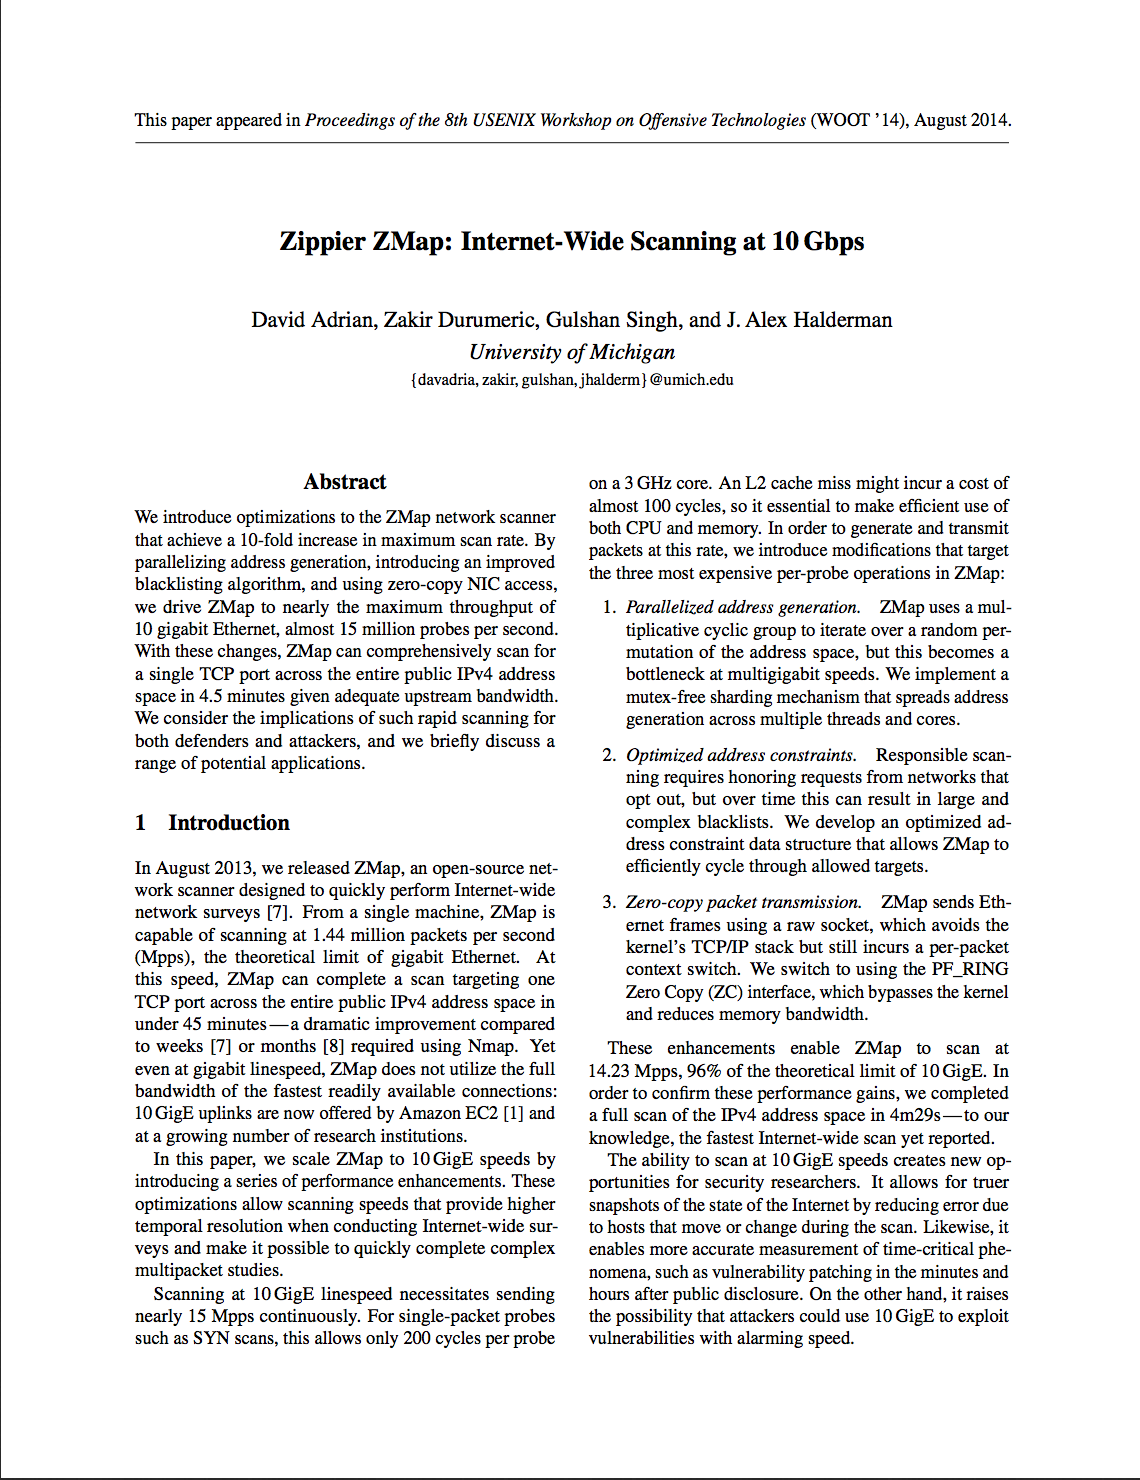 This paper appeared in Proceedings of the 8th USENIX Workshop on Offensive Technologies (WOOT ’14), August 2014.
Zippier ZMap: Internet-Wide Scanning at 10 Gbps
David Adrian, Zakir Durumeric, Gulshan Singh, and J. Alex Halderman
University of Michigan
{davadria, zakir, gulshan, jhalderm}@umich.edu
Abstract
We introduce optimizations to the ZMap network scanner
that achieve a 10-fold increase in maximum scan rate. By
parallelizing address generation, introducing an improved
blacklisting algorithm, and using zero-copy NIC access,
we drive ZMap to nearly the maximum throughput of
10 gigabit Ethernet, almost 15 million probes per second.
With these changes, ZMap can comprehensively scan for
a single TCP port across the entire public IPv4 address
space in 4.5 minutes given adequate upstream bandwidth.
We consider the implications of such rapid scanning for
both defenders and attackers, and we briefly discuss a
range of potential applications.
1 Introduction
In August 2013, we released ZMap, an open-source net-
work scanner designed to quickly perform Internet-wide
network surveys [7]. From a single machine, ZMap is
capable of scanning at 1.44 million packets per second
(Mpps), the theoretical limit of gigabit Ethernet. At
this speed, ZMap can complete a scan targeting one
TCP port across the entire public IPv4 address space in
under 45 minutes—a dramatic improvement compared
to weeks [7] or months [8] required using Nmap. Yet
even at gigabit linespeed, ZMap does not utilize the full
bandwidth of the fastest readily available connections:
10 GigE uplinks are now offered by Amazon EC2 [1] and
at a growing number of research institutions.
In this paper, we scale ZMap to 10 GigE speeds by
introducing a series of performance enhancements. These
optimizations allow scanning speeds that provide higher
temporal resolution when conducting Internet-wide sur-
veys and make it possible to quickly complete complex
multipacket studies.
Scanning at 10 GigE linespeed necessitates sending
nearly 15 Mpps continuously. For single-packet probes
such as SYN scans, this allows only 200 cycles per probe
on a 3 GHz core. An L2 cache miss might incur a cost of
almost 100 cycles, so it essential to make efficient use of
both CPU and memory. In order to generate and transmit
packets at this rate, we introduce modifications that target
the three most expensive per-probe operations in ZMap:
1. Parallelized address generation. ZMap uses a mul-
tiplicative cyclic group to iterate over a random per-
mutation of the address space, but this becomes a
bottleneck at multigigabit speeds. We implement a
mutex-free sharding mechanism that spreads address
generation across multiple threads and cores.
2. Optimized address constraints. Responsible scan-
ning requires honoring requests from networks that
opt out, but over time this can result in large and
complex blacklists. We develop an optimized ad-
dress constraint data structure that allows ZMap to
efficiently cycle through allowed targets.
3. Zero-copy packet transmission. ZMap sends Eth-
ernet frames using a raw socket, which avoids the
kernel’s TCP/IP stack but still incurs a per-packet
context switch. We switch to using the PF_RING
Zero Copy (ZC) interface, which bypasses the kernel
and reduces memory bandwidth.
These enhancements enable ZMap to scan at
14.23 Mpps, 96% of the theoretical limit of 10 GigE. In
order to confirm these performance gains, we completed
a full scan of the IPv4 address space in 4m29s—to our
knowledge, the fastest Internet-wide scan yet reported.
The ability to scan at 10 GigE speeds creates new op-
portunities for security researchers. It allows for truer
snapshots of the state of the Internet by reducing error due
to hosts that move or change during the scan. Likewise, it
enables more accurate measurement of time-critical phe-
nomena, such as vulnerability patching in the minutes and
hours after public disclosure. On the other hand, it raises
the possibility that attackers could use 10 GigE to exploit
vulnerabilities with alarming speed.